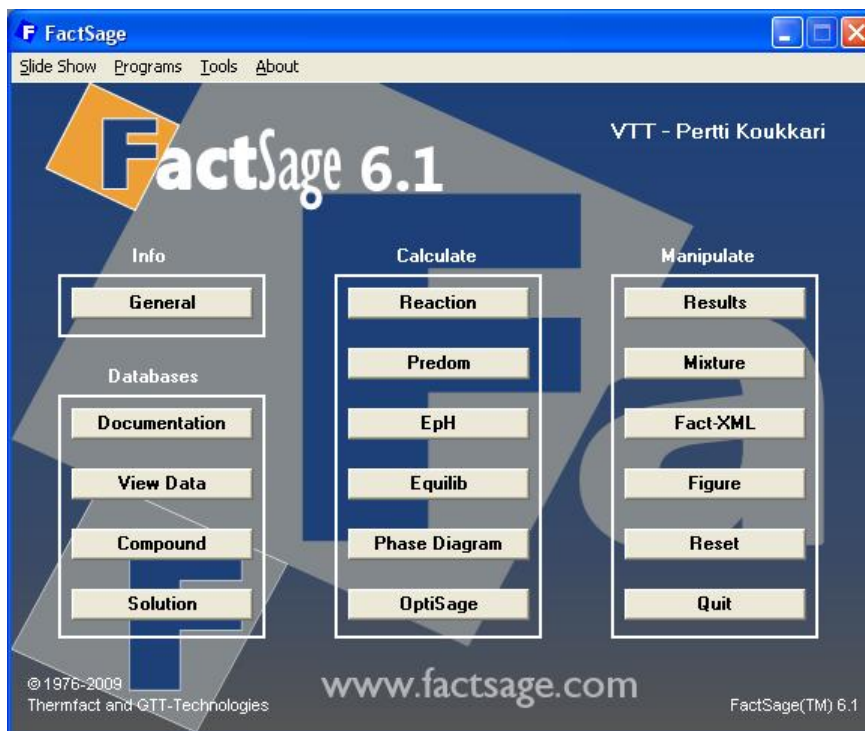 FactSage
Slide Show Programs Tools About
FactSage 6.1
VTT - Pertti Koukkari
Info
General
Databases
Documentation
View Data
Compound
Solution
Calculate
Reaction
Predom
EpH
Equilib
Phase Diagram
OptiSage
Manipulate
Results
Mixture
Fact-XML
Figure
Reset
Quit
©1976-2009
Thermfact and GTT-Technologies
www.factsage.com
FactSage(TM) 6.1